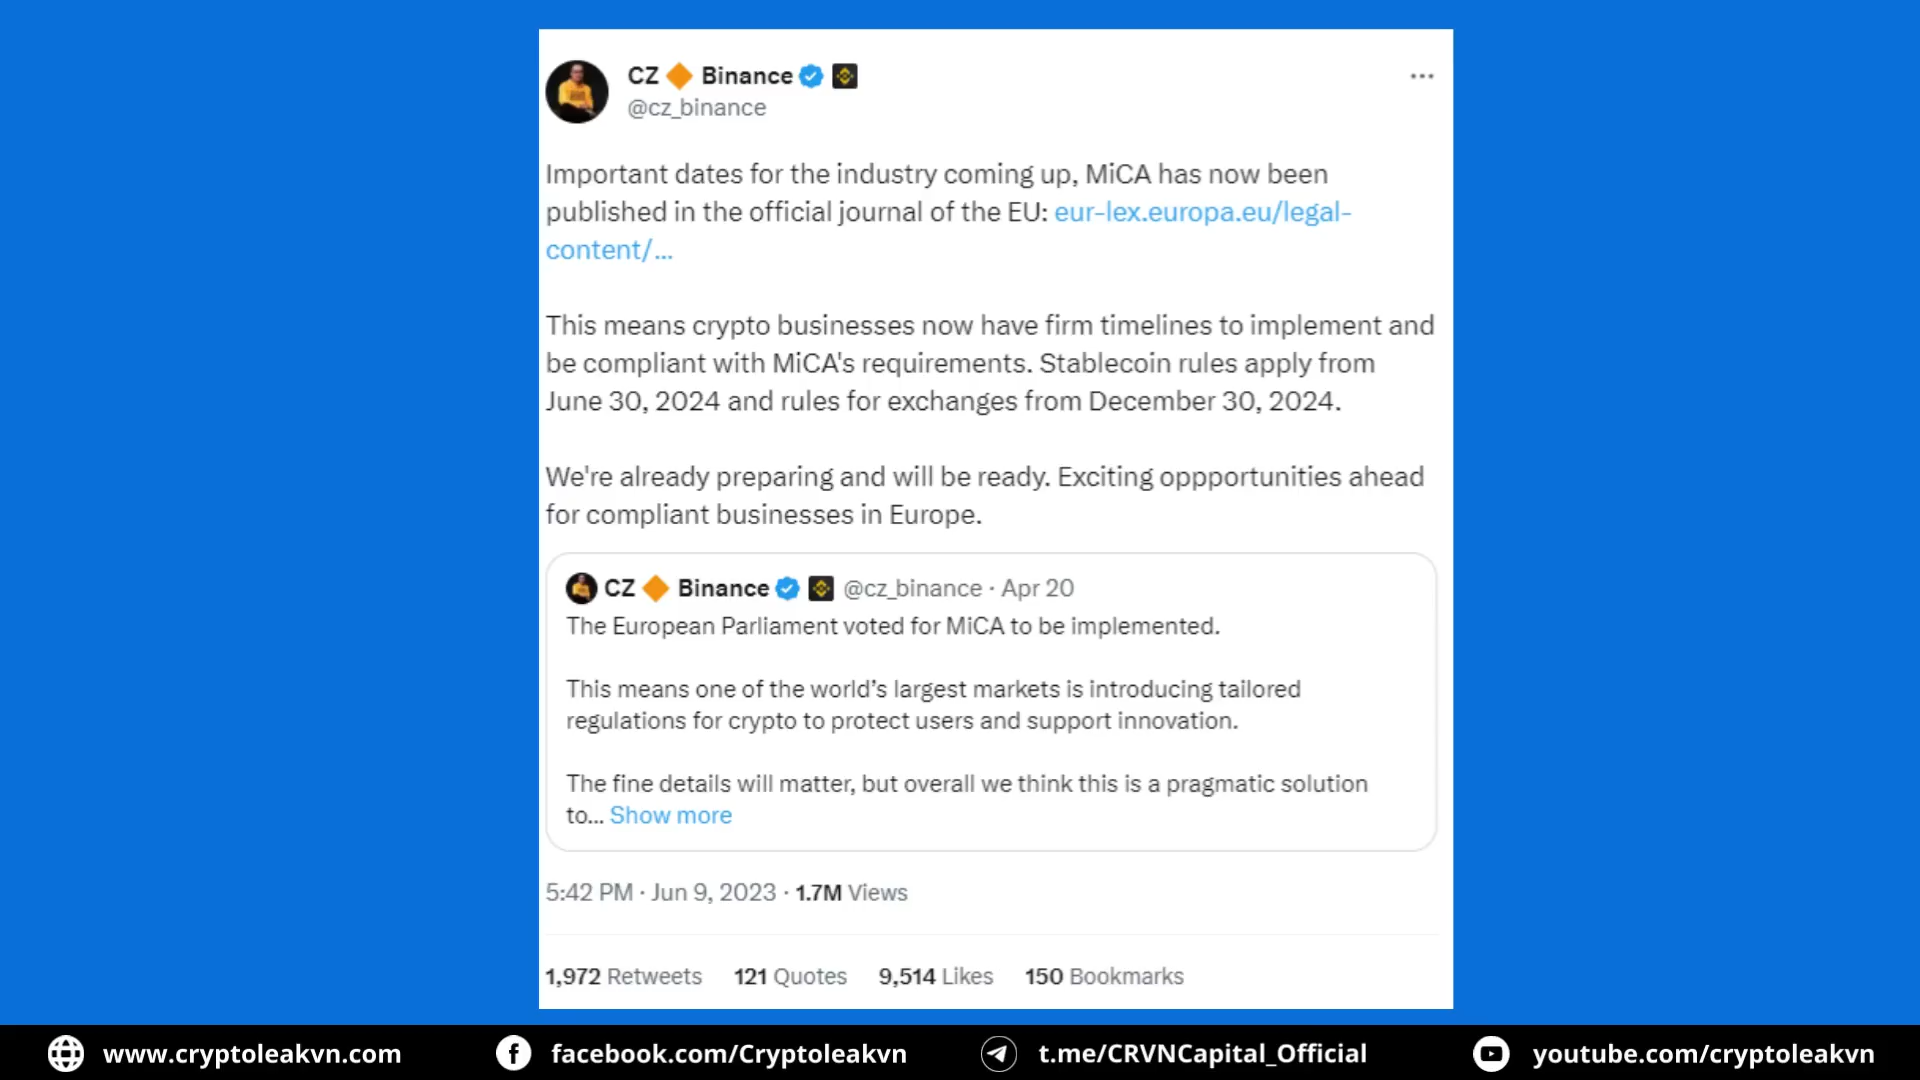 CZ 🔶 Binance
@cz_binance
Important dates for the industry coming up, MiCA has now been
published in the official journal of the EU: eur-lex.europa.eu/legal-
content/...
This means crypto businesses now have firm timelines to implement and
be compliant with MiCA's requirements. Stablecoin rules apply from
June 30, 2024 and rules for exchanges from December 30, 2024.
We're already preparing and will be ready. Exciting oppportunities ahead
for compliant businesses in Europe.
CZ 🔶 Binance @cz_binance · Apr 20
The European Parliament voted for MiCA to be implemented.
This means one of the world’s largest markets is introducing tailored
regulations for crypto to protect users and support innovation.
The fine details will matter, but overall we think this is a pragmatic solution
to... Show more
5:42 PM · Jun 9, 2023 · 1.7M Views
1,972 Retweets 121 Quotes 9,514 Likes 150 Bookmarks
www.cryptoleakvn.com facebook.com/Cryptoleakvn t.me/CRVNCapital_Official youtube.com/cryptoleakvn